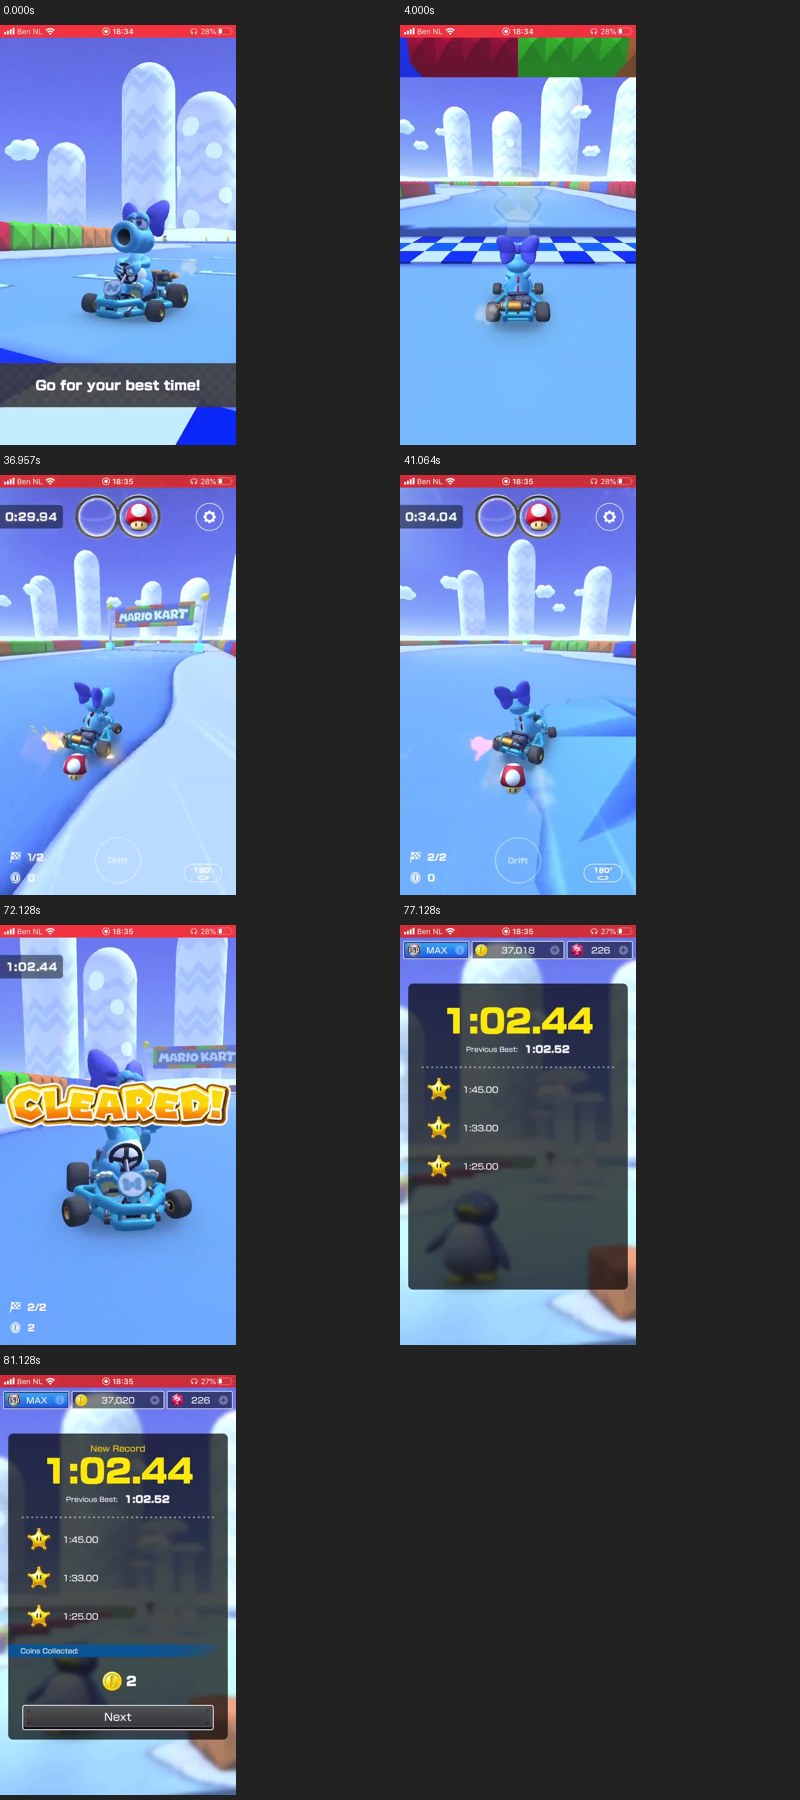 0.000s
Ben NL 18:34 28%
Go for your best time!
4.000s
Ben NL 18:34 28%
36.957s
Ben NL 18:35 28%
0:29.94
MARIO KART
1/2
0
Drift
180°
41.064s
Ben NL 18:35 28%
0:34.04
2/2
0
Drift
180°
72.128s
Ben NL 18:35 28%
1:02.44
MARIO KART
CLEARED!
2/2
2
77.128s
Ben NL 18:35 27%
MAX 37,018 226
1:02.44
Previous Best: 1:02.52
1:45.00
1:33.00
1:25.00
81.128s
Ben NL 18:35 27%
MAX 37,020 226
New Record
1:02.44
Previous Best: 1:02.52
1:45.00
1:33.00
1:25.00
Coins Collected:
2
Next